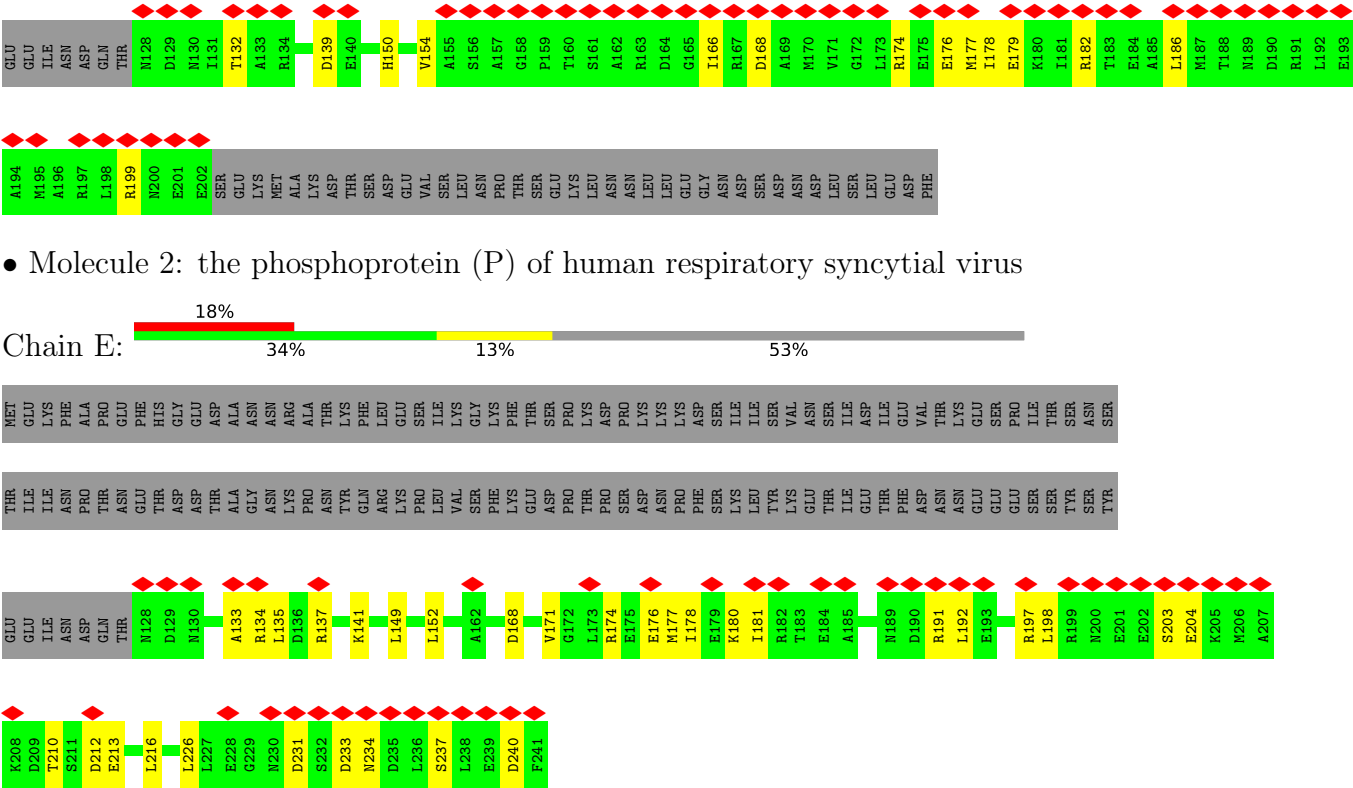 GLU GLU ILE ASN ASP GLN THR N128 D129 N130 I131 T132 A133 R134 D139 E140 H150 V154 A155 S156 A157 G158 P159 T160 S161 A162 R163 D164 G165 I166 R167 D168 A169 M170 V171 G172 L173 R174 E175 E176 M177 I178 E179 K180 I181 R182 T183 E184 A185 L186 M187 T188 N189 D190 R191 L192 E193
A194 M195 A196 R197 L198 R199 N200 E201 E202 SER GLU LYS MET ALA LYS ASP THR SER ASP GLU VAL SER LEU ASN PRO THR SER GLU LYS LEU ASN ASN LEU LEU GLU GLY ASN ASP SER ASP ASN ASP LEU SER LEU GLU ASP PHE
• Molecule 2: the phosphoprotein (P) of human respiratory syncytial virus
18%
Chain E: 34% 13% 53%
MET GLU LYS PHE ALA PRO GLU PHE HIS GLY GLU ASP ALA ASN ASN ARG ALA THR LYS PHE LEU GLU SER ILE LYS GLY LYS PHE THR SER PRO LYS ASP PRO LYS LYS LYS ASP SER ILE ILE SER VAL ASN SER ILE ASP ILE GLU VAL THR LYS GLU SER PRO ILE THR SER ASN SER
THR ILE ILE ASN PRO THR ASN GLU THR ASP ASP THR ALA GLY ASN LYS PRO ASN TYR GLN ARG LYS PRO LEU VAL SER PHE LYS GLU ASP PRO THR PRO SER ASP ASN PRO PHE SER LYS LEU TYR LYS GLU THR ILE GLU THR PHE ASP ASN ASN GLU GLU GLU SER SER TYR SER TYR
GLU GLU ILE ASN ASP GLN THR N128 D129 N130 A133 R134 L135 D136 R137 K141 L149 L152 A162 D168 V171 G172 L173 R174 E175 E176 M177 I178 E179 K180 I181 R182 T183 E184 A185 N189 D190 R191 L192 E193 R197 L198 R199 N200 E201 E202 S203 E204 K205 M206 A207
K208 D209 T210 S211 D212 E213 L216 L226 L227 E228 G229 N230 D231 S232 D233 N234 D235 L236 S237 L238 E239 D240 F241